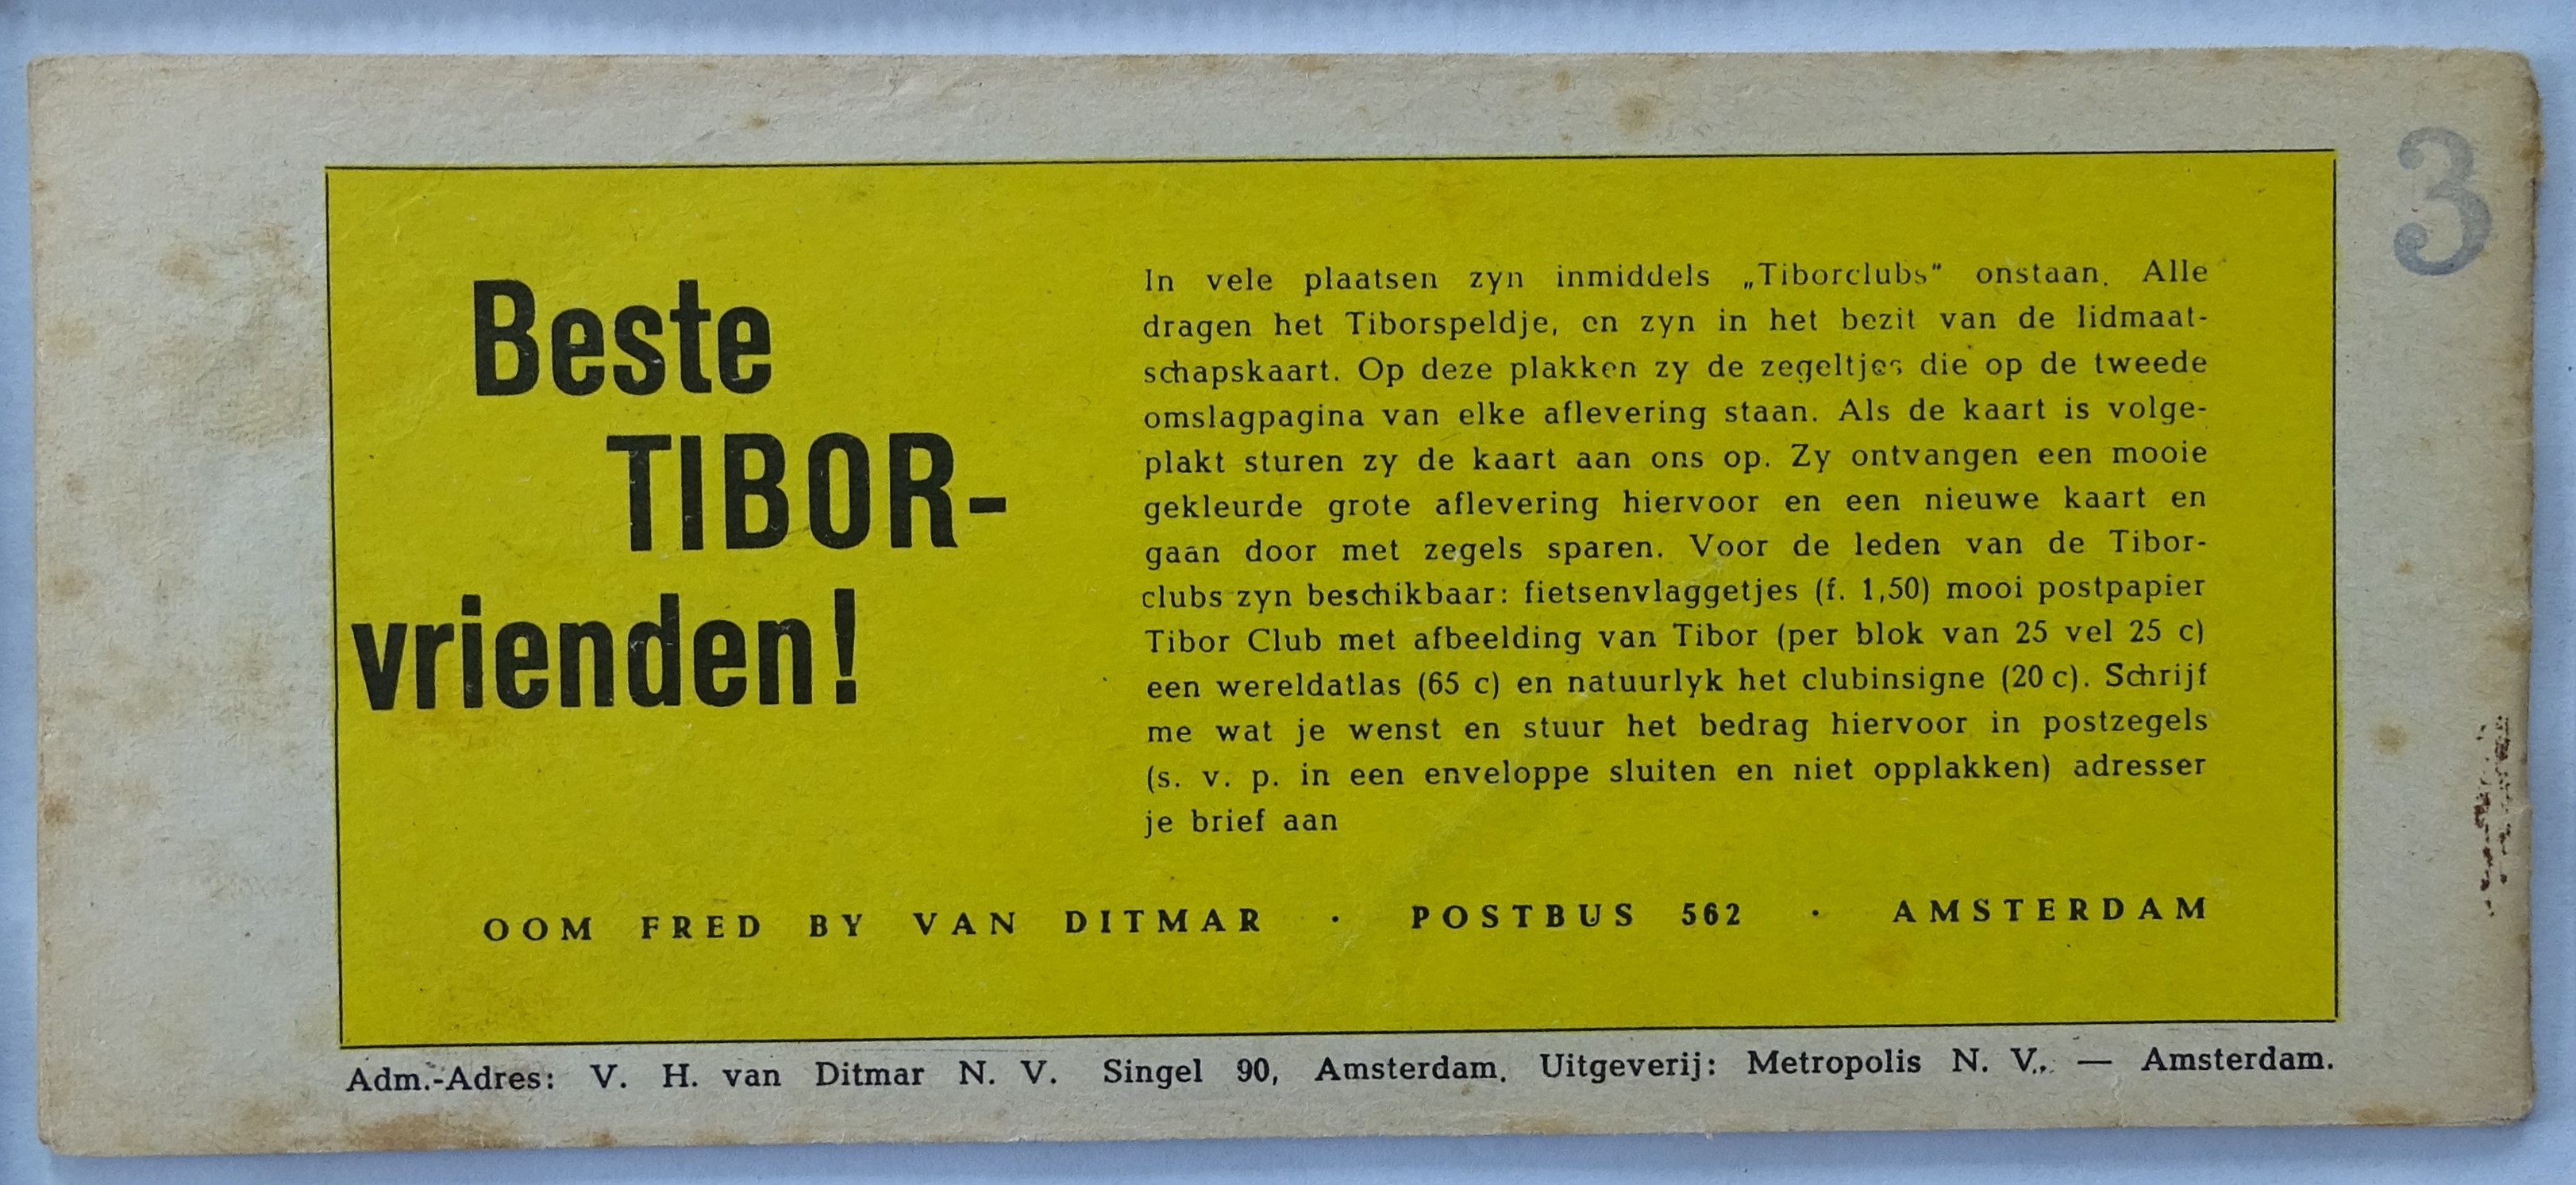 Beste
TIBOR-
vrienden!
In vele plaatsen zyn inmiddels „Tiborclubs" onstaan. Alle
dragen het Tiborspeldje, en zyn in het bezit van de lidmaat-
schapskaart. Op deze plakken zy de zegeltjes die op de tweede
omslagpagina van elke aflevering staan. Als de kaart is volge-
plakt sturen zy de kaart aan ons op. Zy ontvangen een mooie
gekleurde grote aflevering hiervoor en een nieuwe kaart en
gaan door met zegels sparen. Voor de leden van de Tibor-
clubs zyn beschikbaar: fietsenvlaggetjes (f. 1,50) mooi postpapier
Tibor Club met afbeelding van Tibor (per blok van 25 vel 25 c)
een wereldatlas (65 c) en natuurlyk het clubinsigne (20 c). Schrijf
me wat je wenst en stuur het bedrag hiervoor in postzegels
(s. v. p. in een enveloppe sluiten en niet opplakken) adresser
je brief aan
OOM FRED BY VAN DITMAR · POSTBUS 562 · AMSTERDAM
Adm.-Adres: V. H. van Ditmar N. V. Singel 90, Amsterdam. Uitgeverij: Metropolis N. V. — Amsterdam.
3